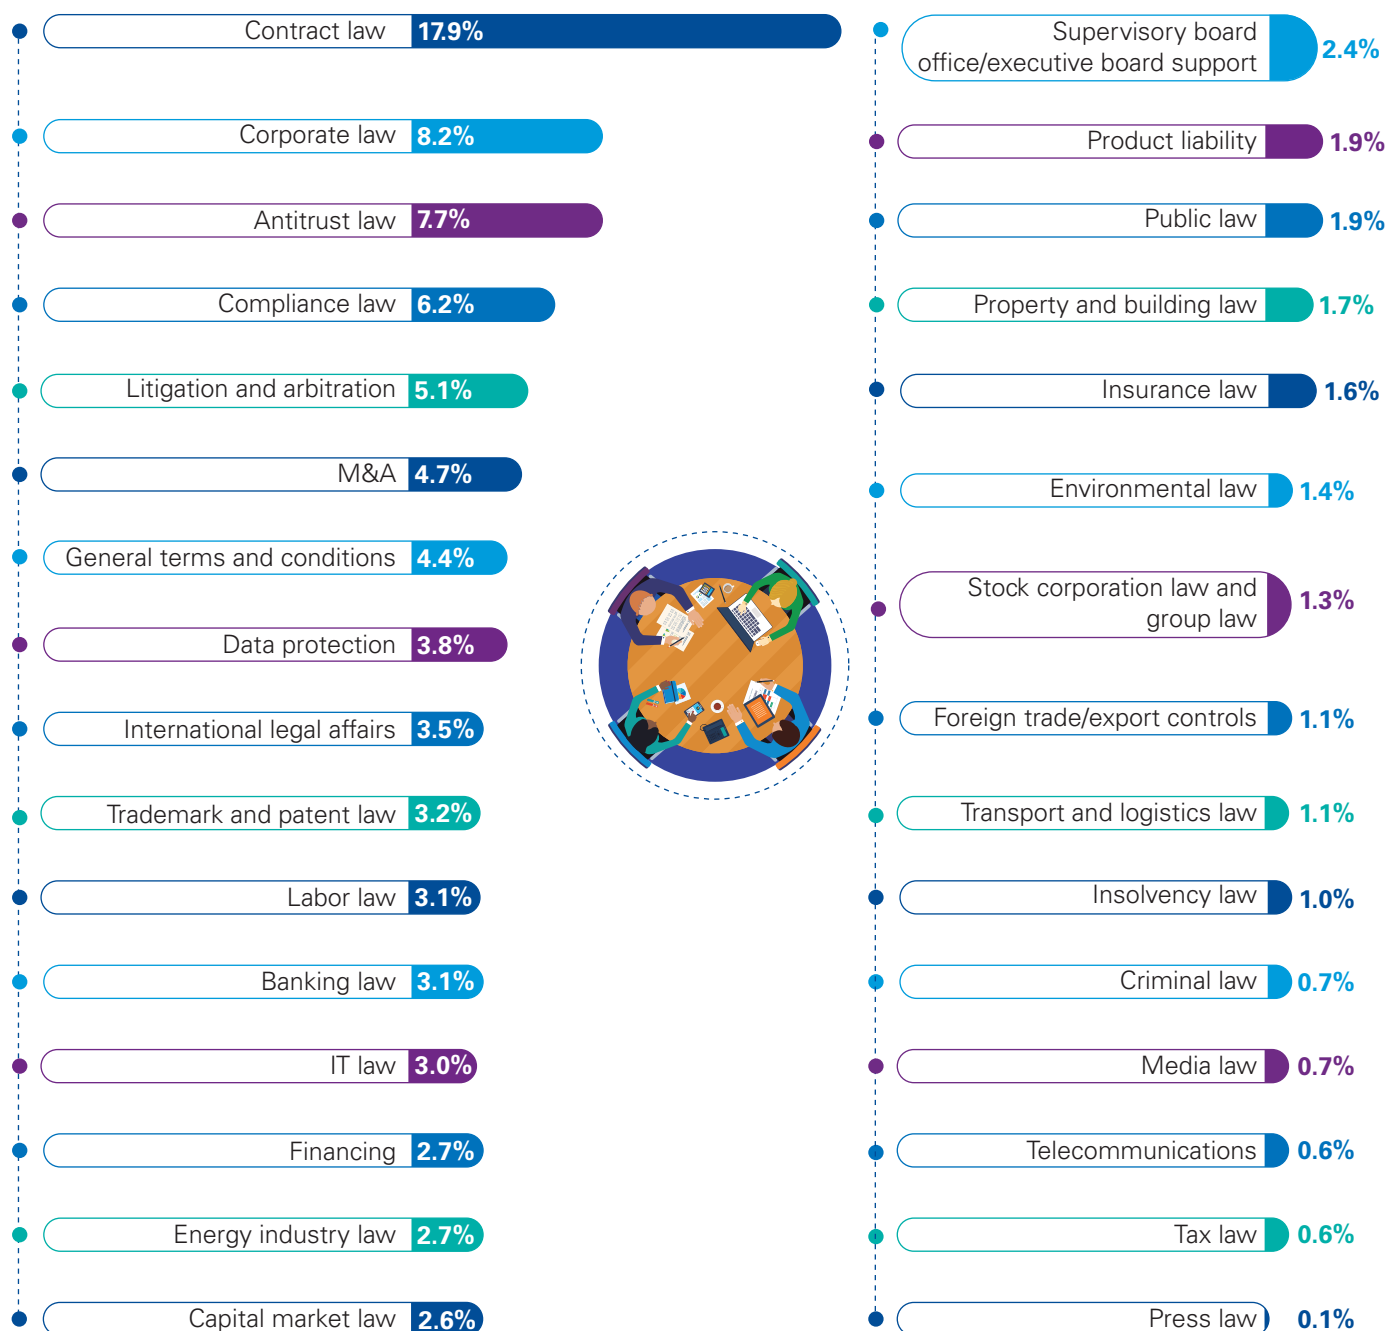 Contract law 17.9%
Corporate law 8.2%
Antitrust law 7.7%
Compliance law 6.2%
Litigation and arbitration 5.1%
M&A 4.7%
General terms and conditions 4.4%
Data protection 3.8%
International legal affairs 3.5%
Trademark and patent law 3.2%
Labor law 3.1%
Banking law 3.1%
IT law 3.0%
Financing 2.7%
Energy industry law 2.7%
Capital market law 2.6%
Supervisory board
office/executive board support 2.4%
Product liability 1.9%
Public law 1.9%
Property and building law 1.7%
Insurance law 1.6%
Environmental law 1.4%
Stock corporation law and
group law 1.3%
Foreign trade/export controls 1.1%
Transport and logistics law 1.1%
Insolvency law 1.0%
Criminal law 0.7%
Media law 0.7%
Telecommunications 0.6%
Tax law 0.6%
Press law 0.1%